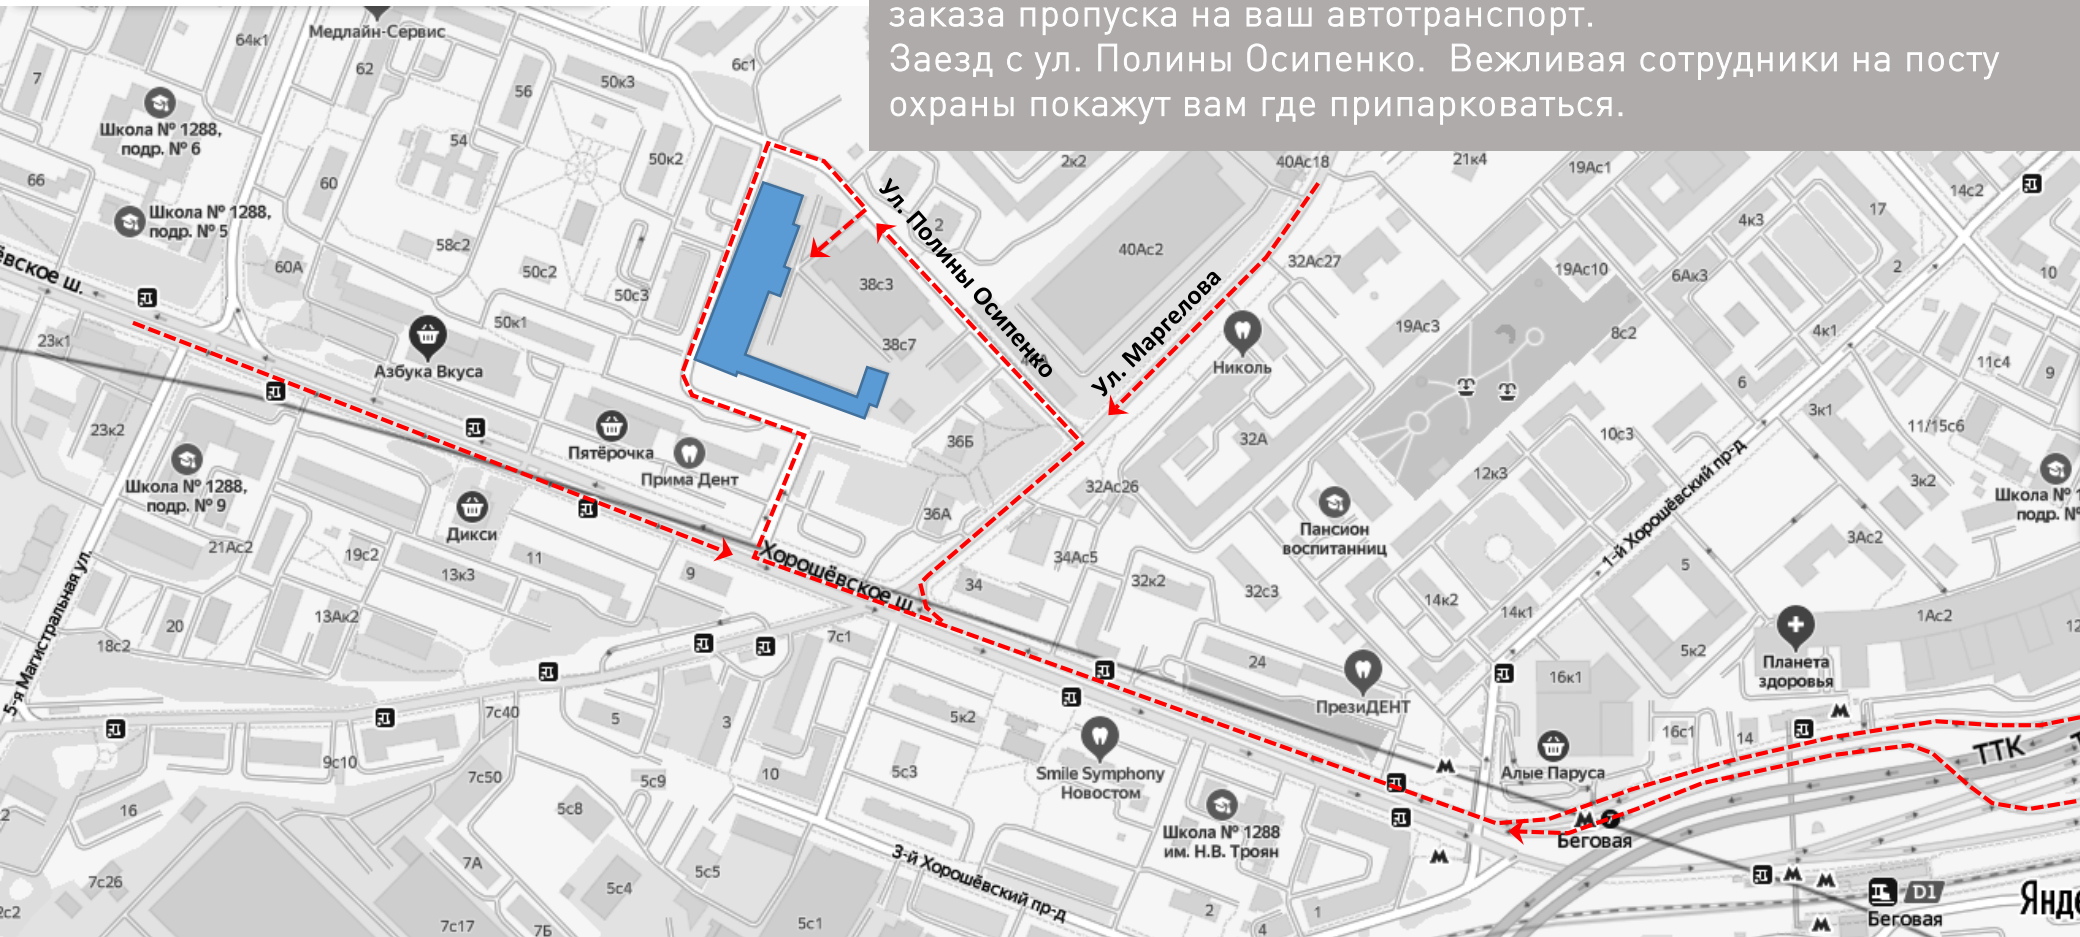 заказа пропуска на ваш автотранспорт.
Заезд с ул. Полины Осипенко. Вежливая сотрудники на посту
охраны покажут вам где припарковаться.
Медлайн-Сервис
64к1
62
7
56
50к3
6с1
Школа № 1288,
подр. № 6
54
50к2
2к2
40Ас18
21к4
19Ас1
66
60
14с2
17
Школа № 1288,
подр. № 5
58с2
2
Ул. Полины Осипенко
40Ас2
4к3
ёвское ш.
60А
50с2
50с3
38с3
32Ас27
19Ас10
6Ак3
2
10
Ул. Маргелова
23к1
50к1
38с7
19Ас3
8с2
4к1
11с4
9
Азбука Вкуса
Николь
6
3к1
23к2
Пятёрочка
Прима Дент
36Б
32А
10с3
11/15с6
Школа № 1288,
подр. № 9
32Ас26
12к3
3к2
Школа № 1
подр. №
36А
Дикси
Пансион
воспитанниц
1-й Хорошёвский пр-д
3Ас2
21Ас2
19с2
11
13к3
9
Хорошёвское ш.
34Ас5
34
32к2
32с3
14к2
14к1
5
5-я Магистральная ул.
13Ак2
20
18с2
7с1
1Ас2
12
24
5к2
Планета
здоровья
16к1
ПрезиДЕНТ
7с40
5
3
5к2
16с1
14
9с10
7с50
5с9
10
5с3
Smile Symphony
Новостом
Алые Паруса
ТТК
16
5с8
Школа № 1288
им. Н.В. Троян
Беговая
7А
3-й Хорошёвский пр-д
7с26
5с4
5с5
D1
Беговая
Янде
2с2
7с17
7Б
5с1
2
4
1